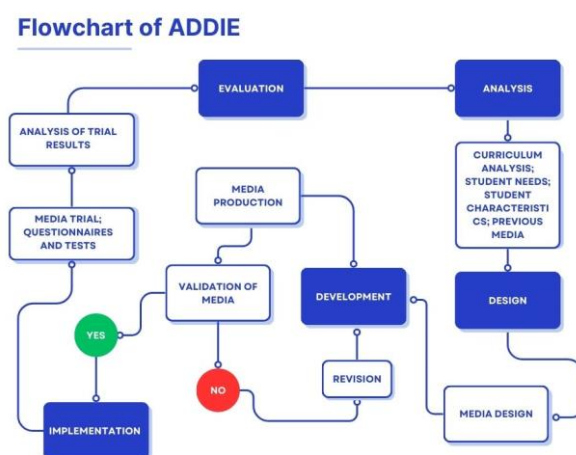 Flowchart of ADDIE
EVALUATION
ANALYSIS
ANALYSIS OF TRIAL
RESULTS
CURRICULUM
ANALYSIS;
STUDENT NEEDS;
STUDENT
CHARACTERISTI
CS; PREVIOUS
MEDIA
MEDIA
PRODUCTION
MEDIA TRIAL;
QUESTIONNAIRES
AND TESTS
VALIDATION OF
MEDIA
DEVELOPMENT
DESIGN
YES
NO
REVISION
MEDIA DESIGN
IMPLEMENTATION